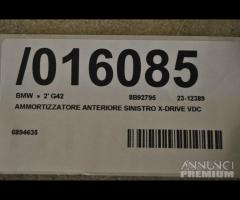 /016085
BMW » 2' G42 8B92795 23-12389
AMMORTIZZATORE ANTERIORE SINISTRO X-DRIVE VDC
6894635
ANNUNCI
PREMIUM